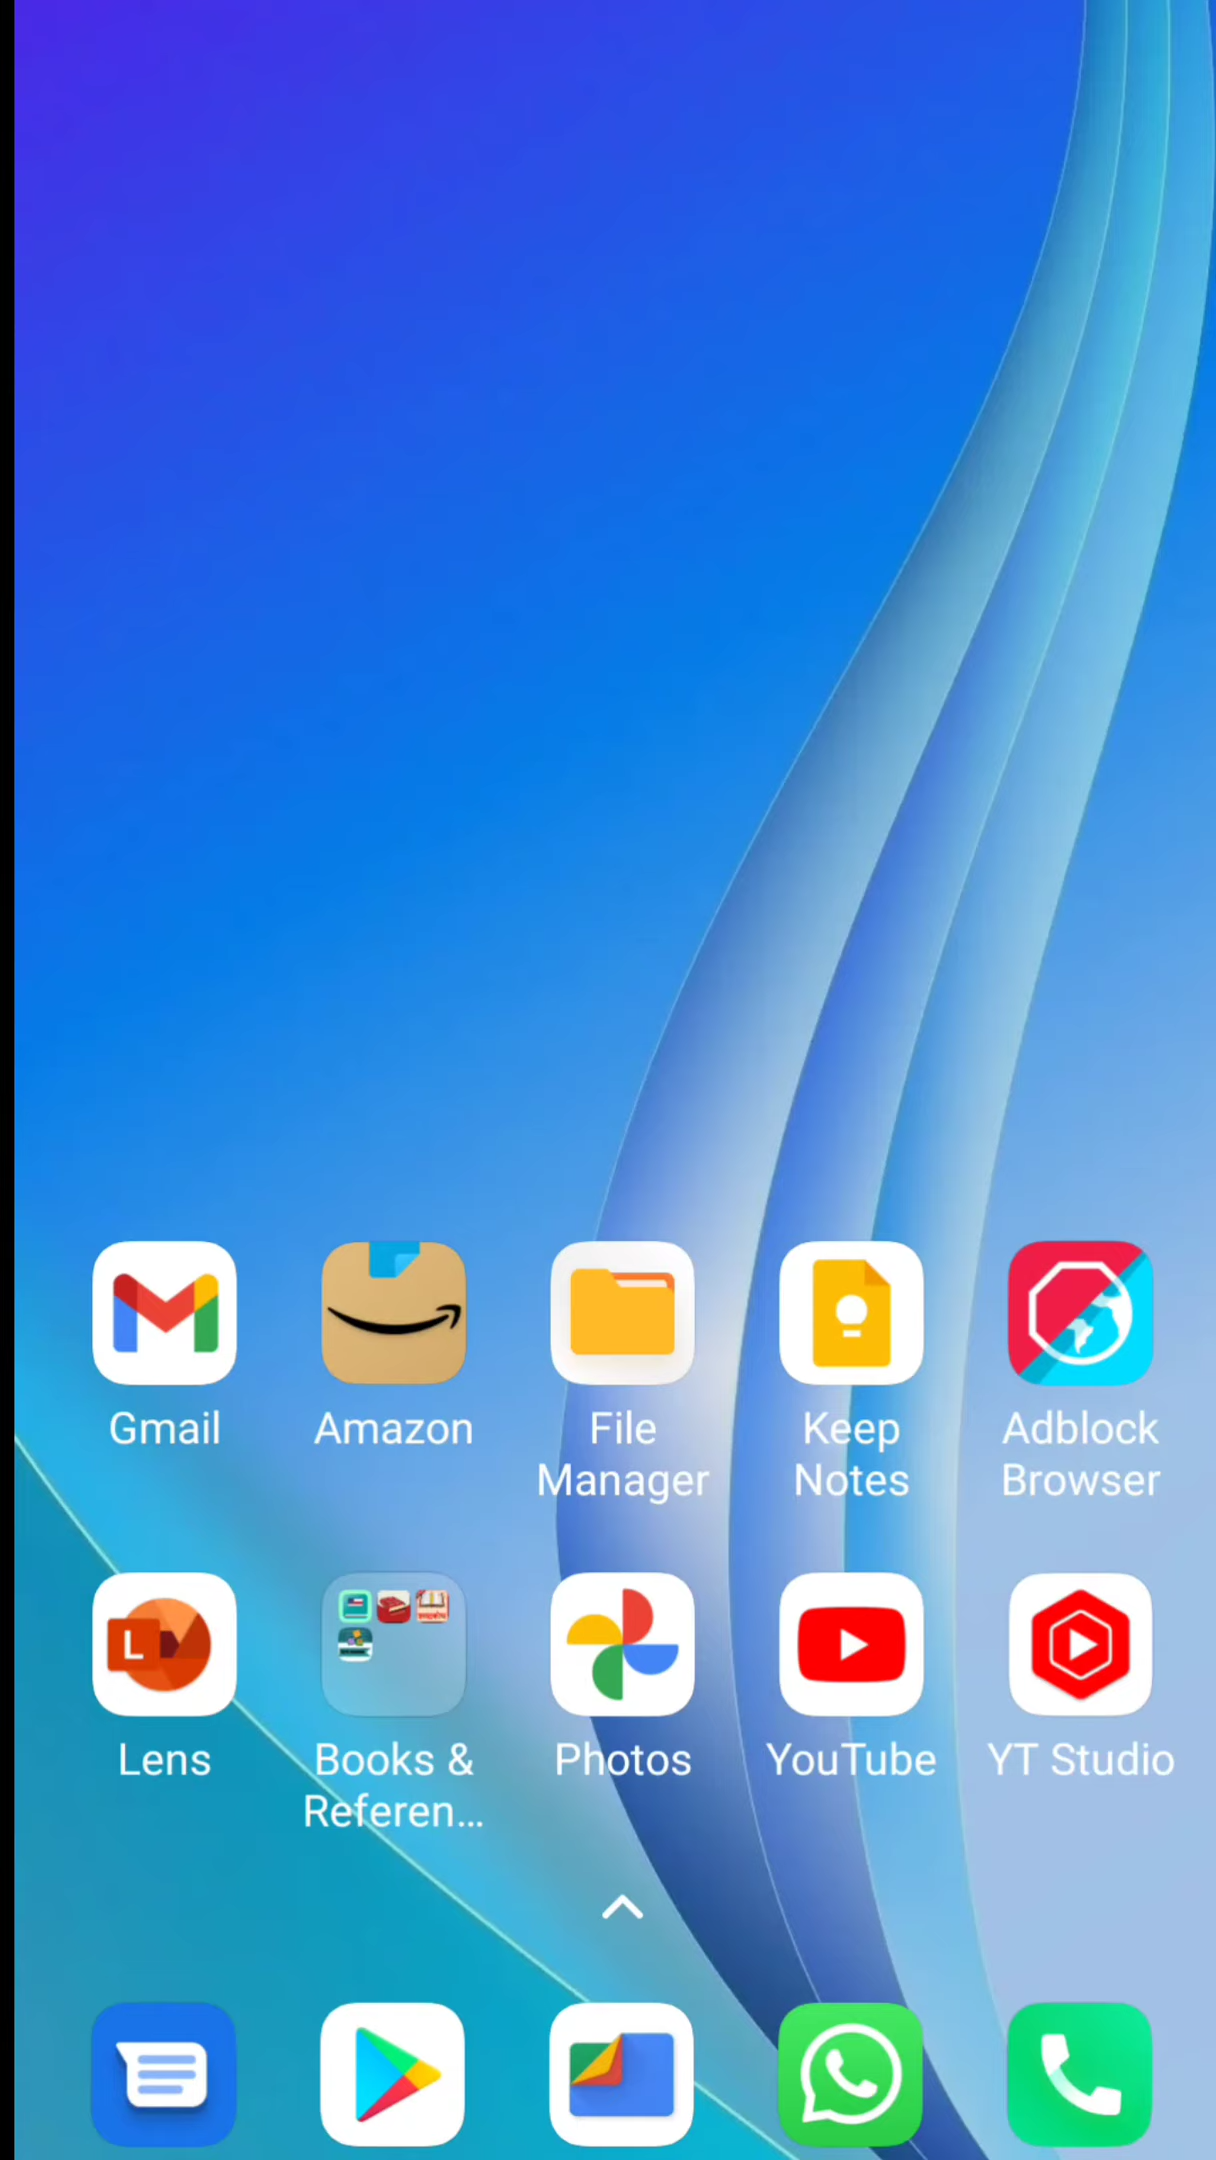 Gmail
Amazon
File
Manager
Keep
Notes
Adblock
Browser
L
Lens
Books &
Referen...
Photos
YouTube
YT Studio